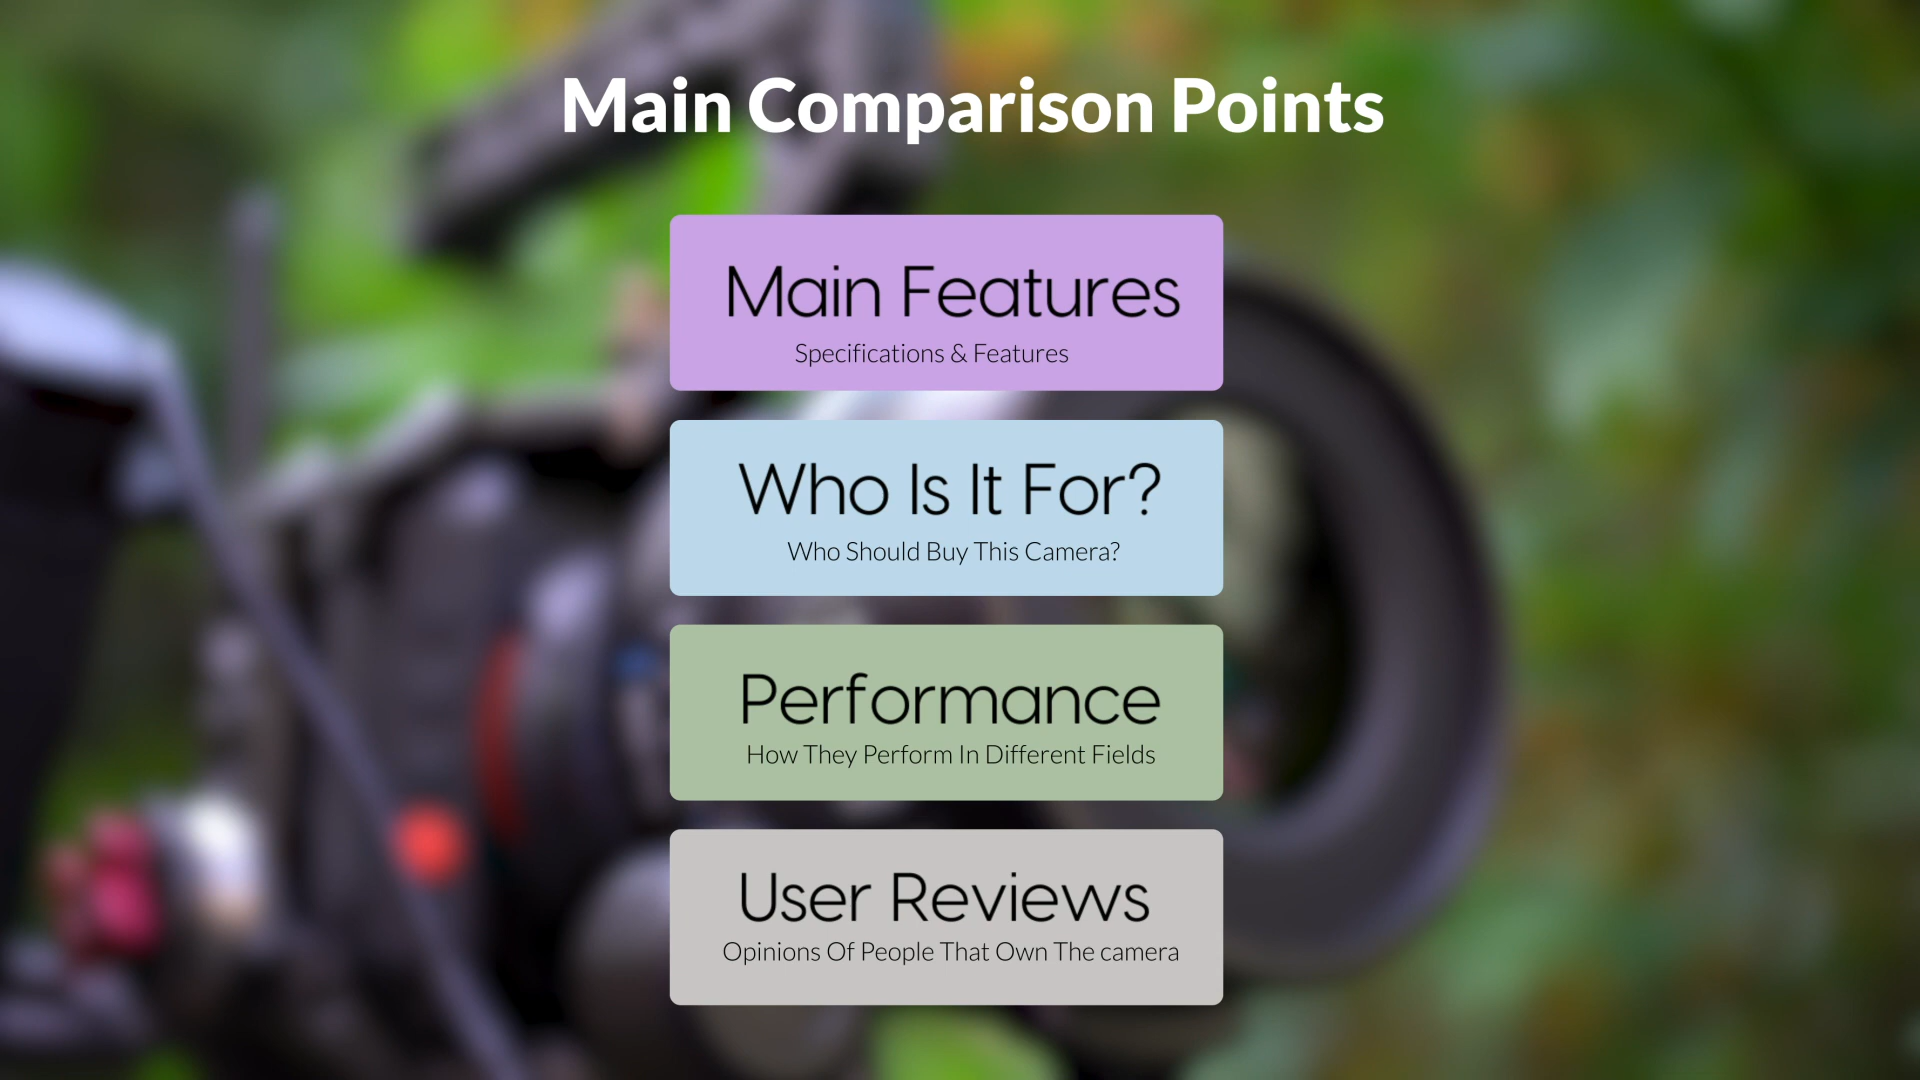 Main Comparison Points
Main Features
Specifications & Features
Who Is It For?
Who Should Buy This Camera?
Performance
How They Perform In Different Fields
User Reviews
Opinions Of People That Own The camera